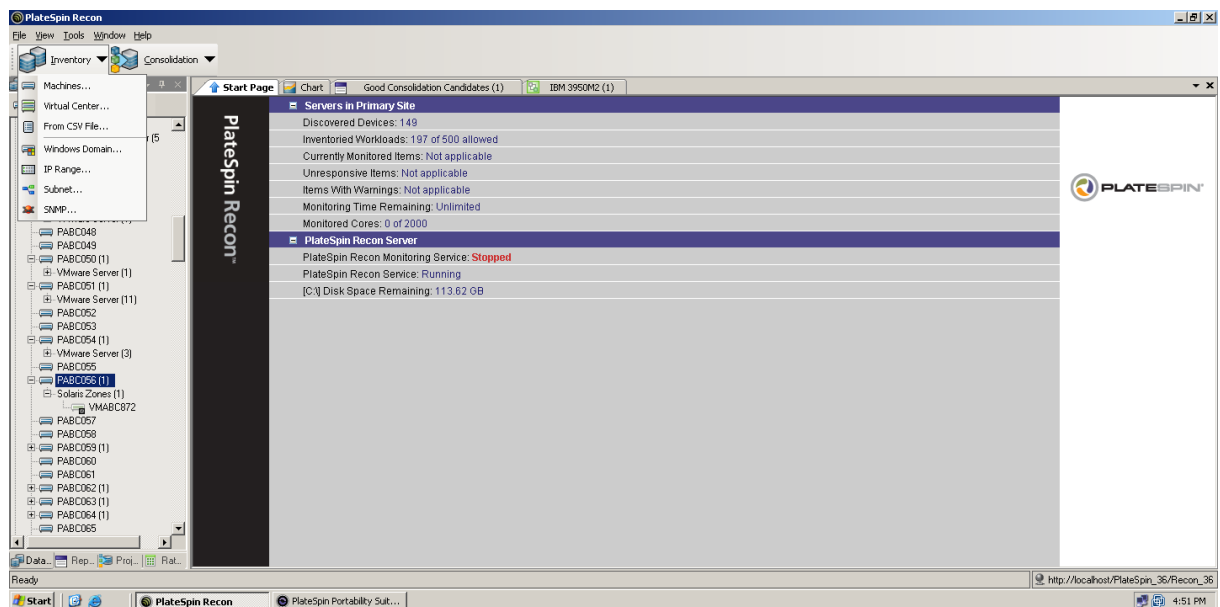 PlateSpin Recon
File View Tools Window Help
Inventory
Consolidation
Machines...
Virtual Center...
From CSV File...
Windows Domain...
IP Range...
Subnet...
SNMP...
Start Page
Chart
Good Consolidation Candidates (1)
IBM 3950M2 (1)
PABC048
PABC049
PABC050 (1)
VMware Server (1)
PABC051 (1)
VMware Server (11)
PABC052
PABC053
PABC054 (1)
VMware Server (3)
PABC055
PABC056 (1)
Solaris Zones (1)
VMABC872
PABC057
PABC058
PABC059 (1)
PABC060
PABC061
PABC062 (1)
PABC063 (1)
PABC064 (1)
PABC065
Data... Rep... Proj... Rat...
PlateSpin Recon™
Servers in Primary Site
Discovered Devices: 149
Inventoried Workloads: 197 of 500 allowed
Currently Monitored Items: Not applicable
Unresponsive Items: Not applicable
Items With Warnings: Not applicable
Monitoring Time Remaining: Unlimited
Monitored Cores: 0 of 2000
PlateSpin Recon Server
PlateSpin Recon Monitoring Service: Stopped
PlateSpin Recon Service: Running
[C:\] Disk Space Remaining: 113.62 GB
PLATESPIN
Ready
http://localhost/PlateSpin_36/Recon_36
Start
PlateSpin Recon
PlateSpin Portability Suit...
4:51 PM